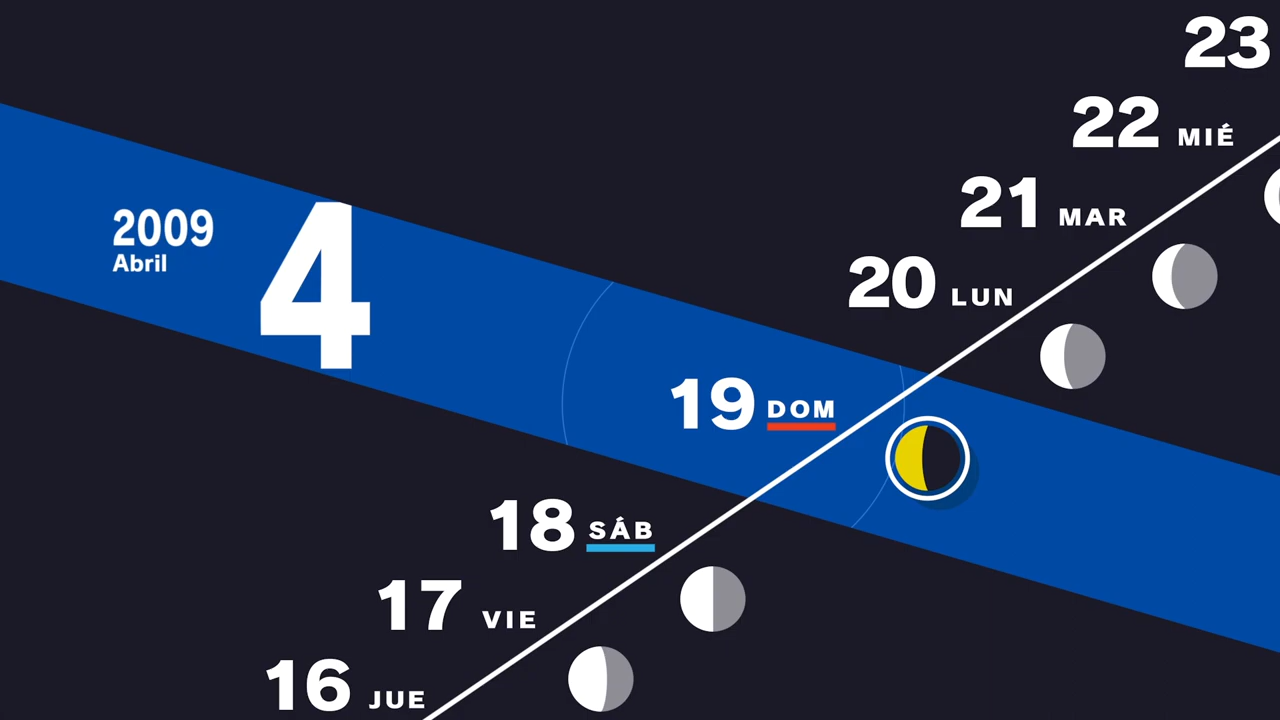 23
22 MIÉ
21 MAR
2009
Abril
4
20 LUN
19 DOM
18 SÁB
17 VIE
16 JUE